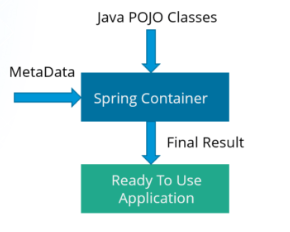 Java POJO Classes
MetaData
Spring Container
Final Result
Ready To Use
Application